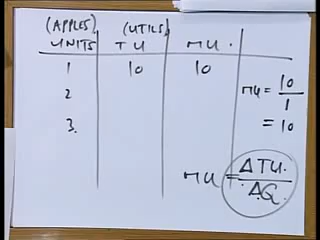 (APPLES) (UTILS)
UNITS TU MU.
1 10 10
2 MU = 10/1
3. = 10
MU = ΔTU./ΔQ.